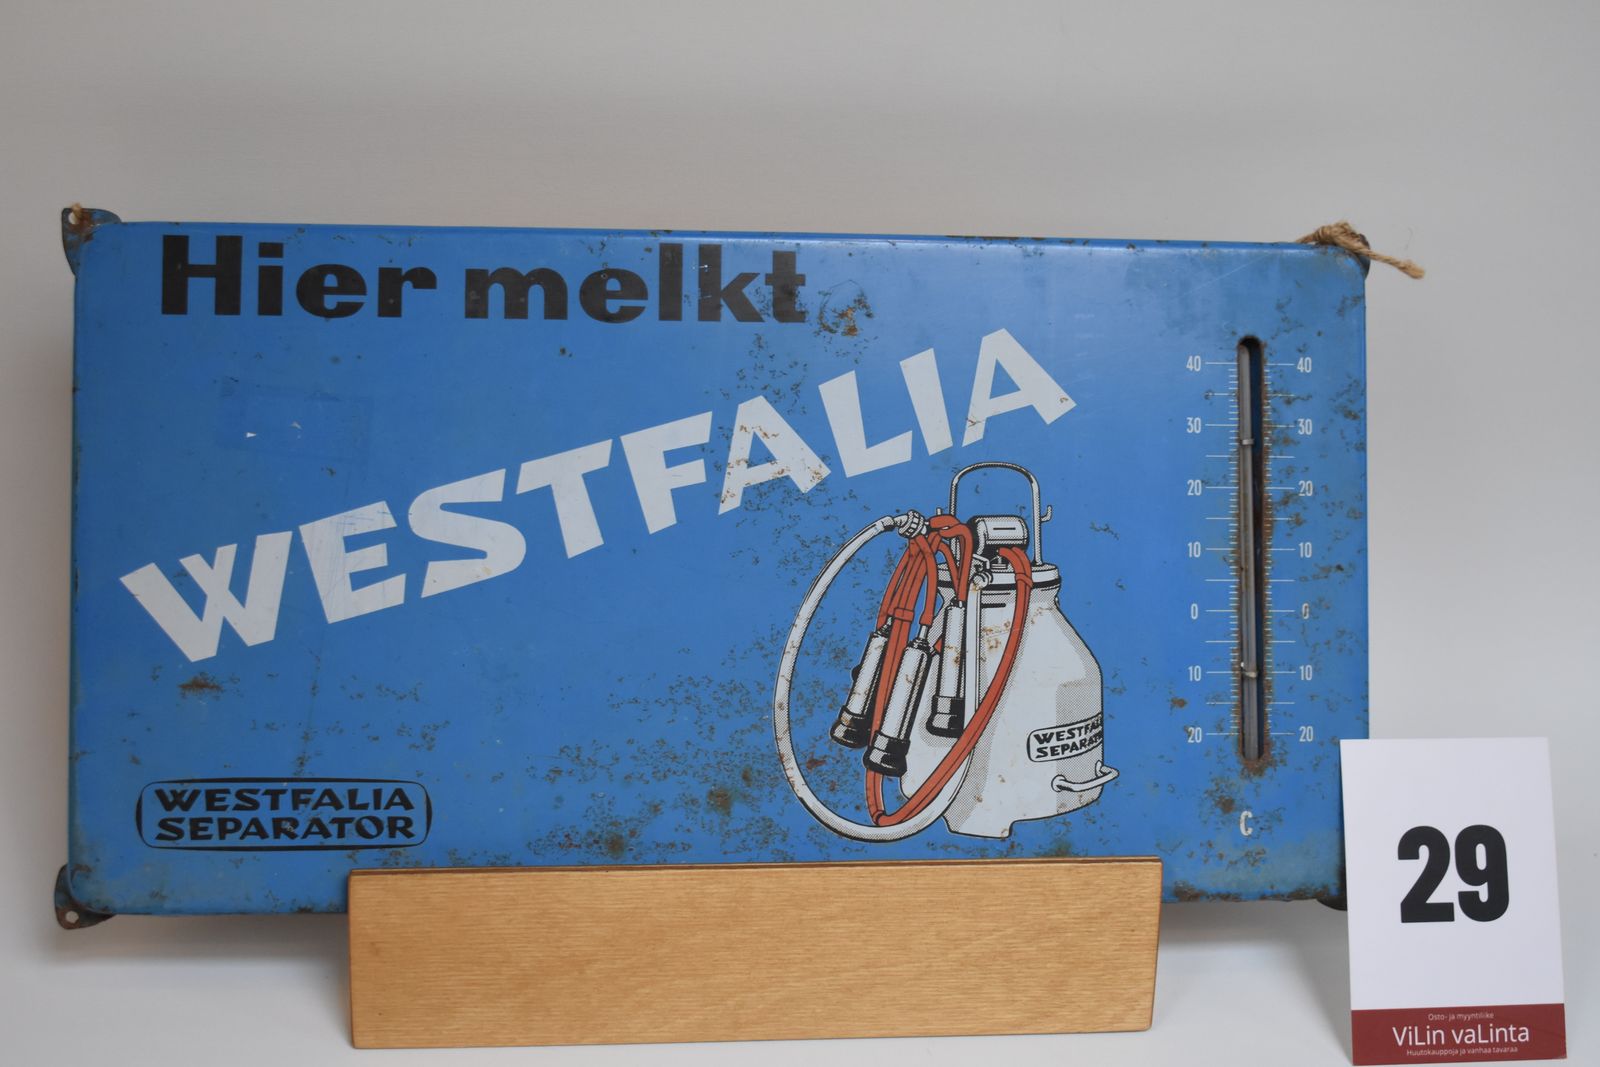 Hier melkt
WESTFALIA
WESTFALIA
SEPARATOR
WESTFALIA
SEPARATOR
40 40
30 30
20 20
10 10
0 0
10 10
20 20
C
29
Osto- ja myyntiliike
ViLin vaLinta
Huutokauppoja ja vanhaa tavaraa